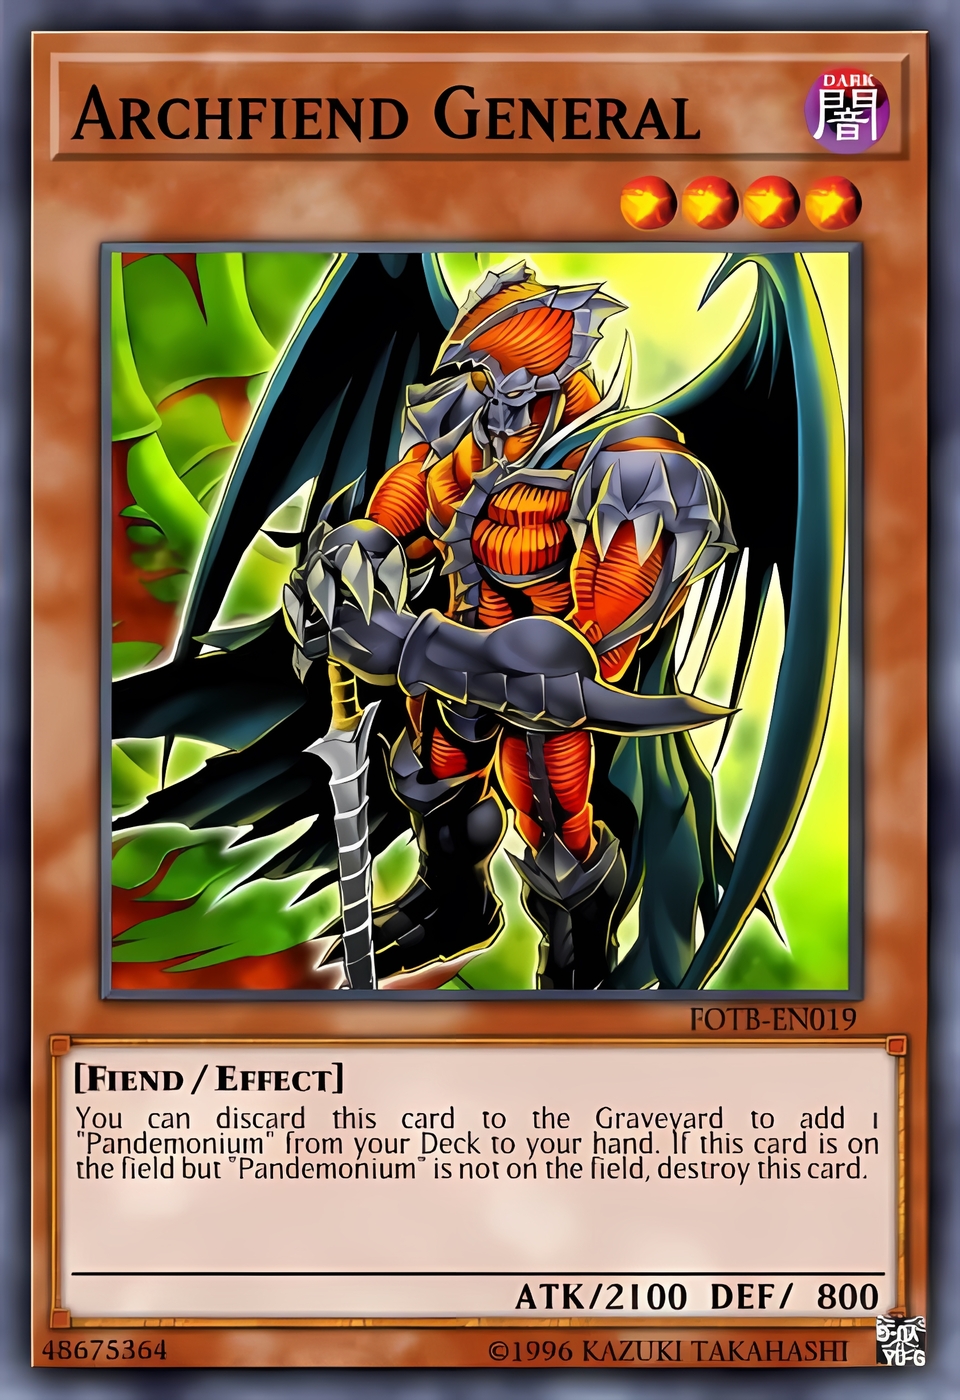 ARCHFIEND GENERAL
DARK
闇
FOTB-EN019
[FIEND / EFFECT]
You can discard this card to the Graveyard to add 1
"Pandemonium" from your Deck to your hand. If this card is on
the field but "Pandemonium" is not on the field, destroy this card.
ATK/2100 DEF/ 800
48675364
©1996 KAZUKI TAKAHASHI